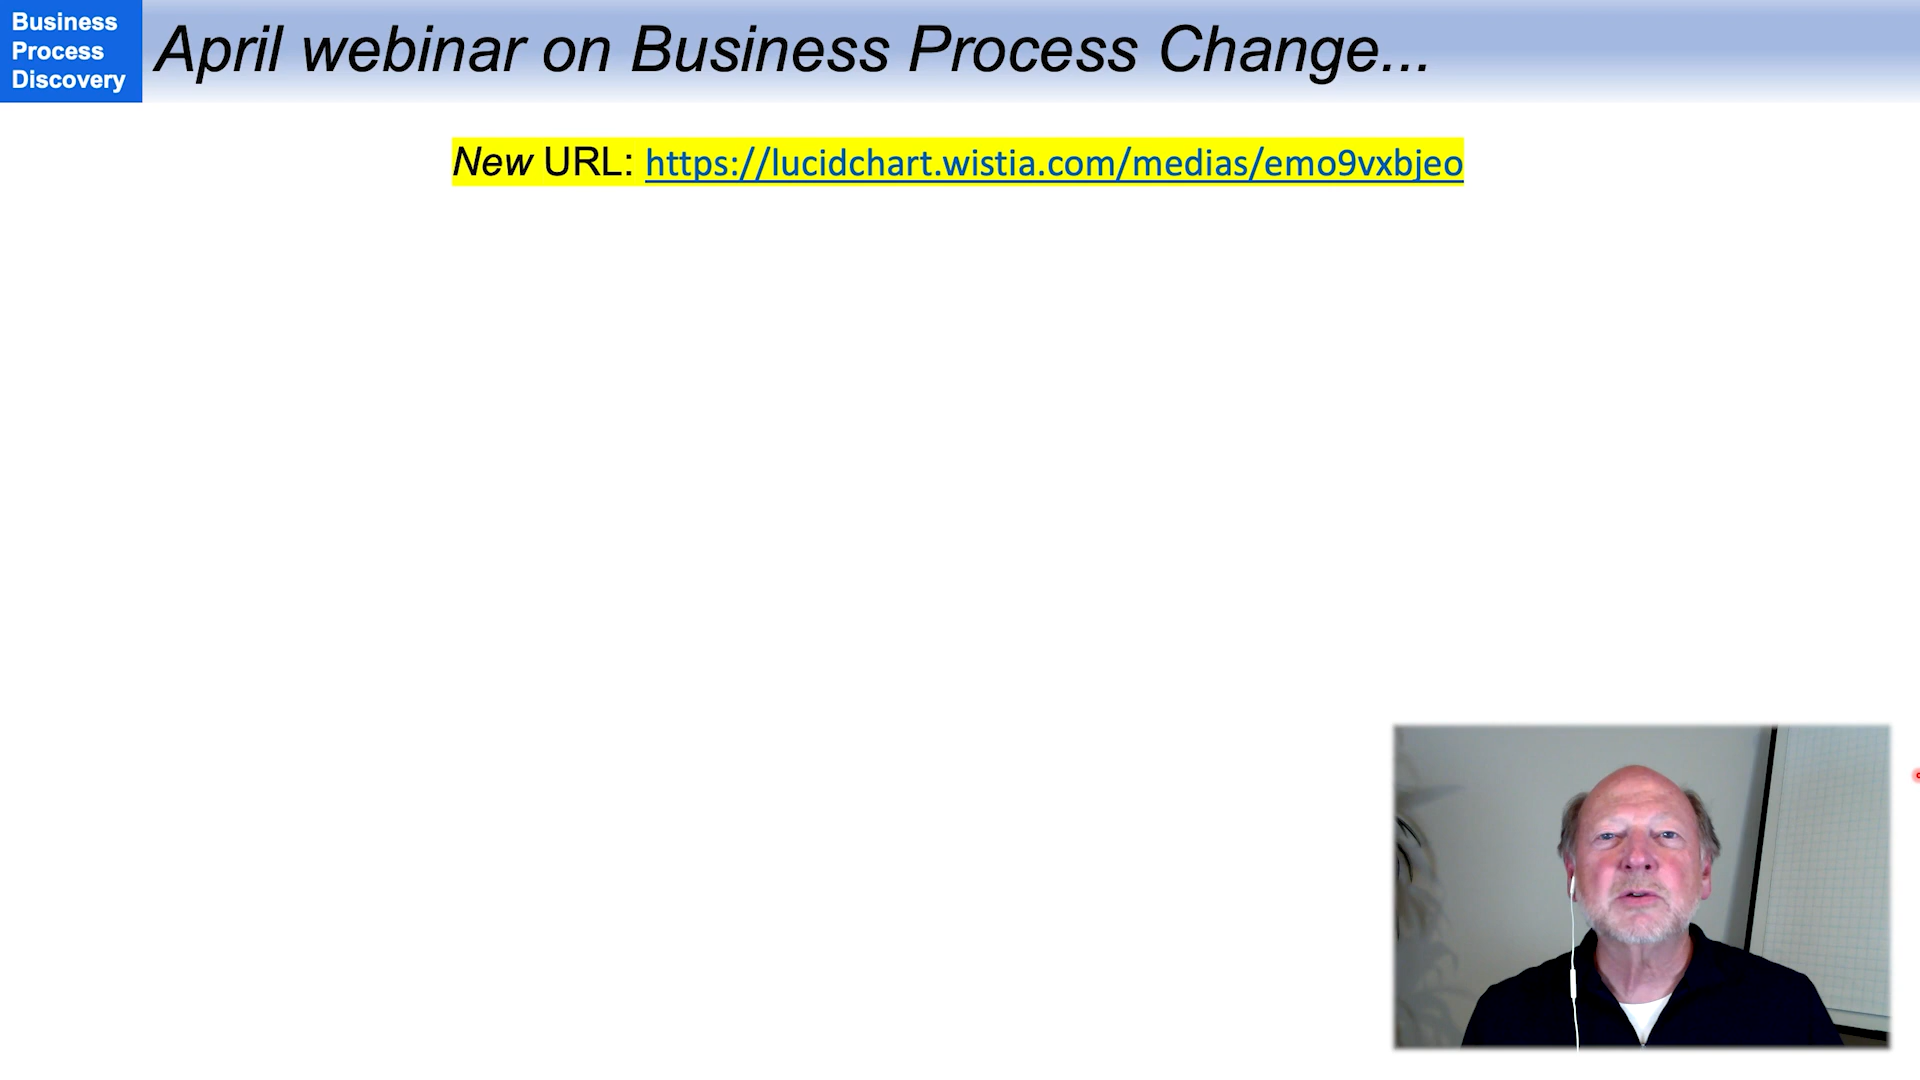 Business
Process
Discovery
April webinar on Business Process Change...
New URL: https://lucidchart.wistia.com/medias/emo9vxbjeo